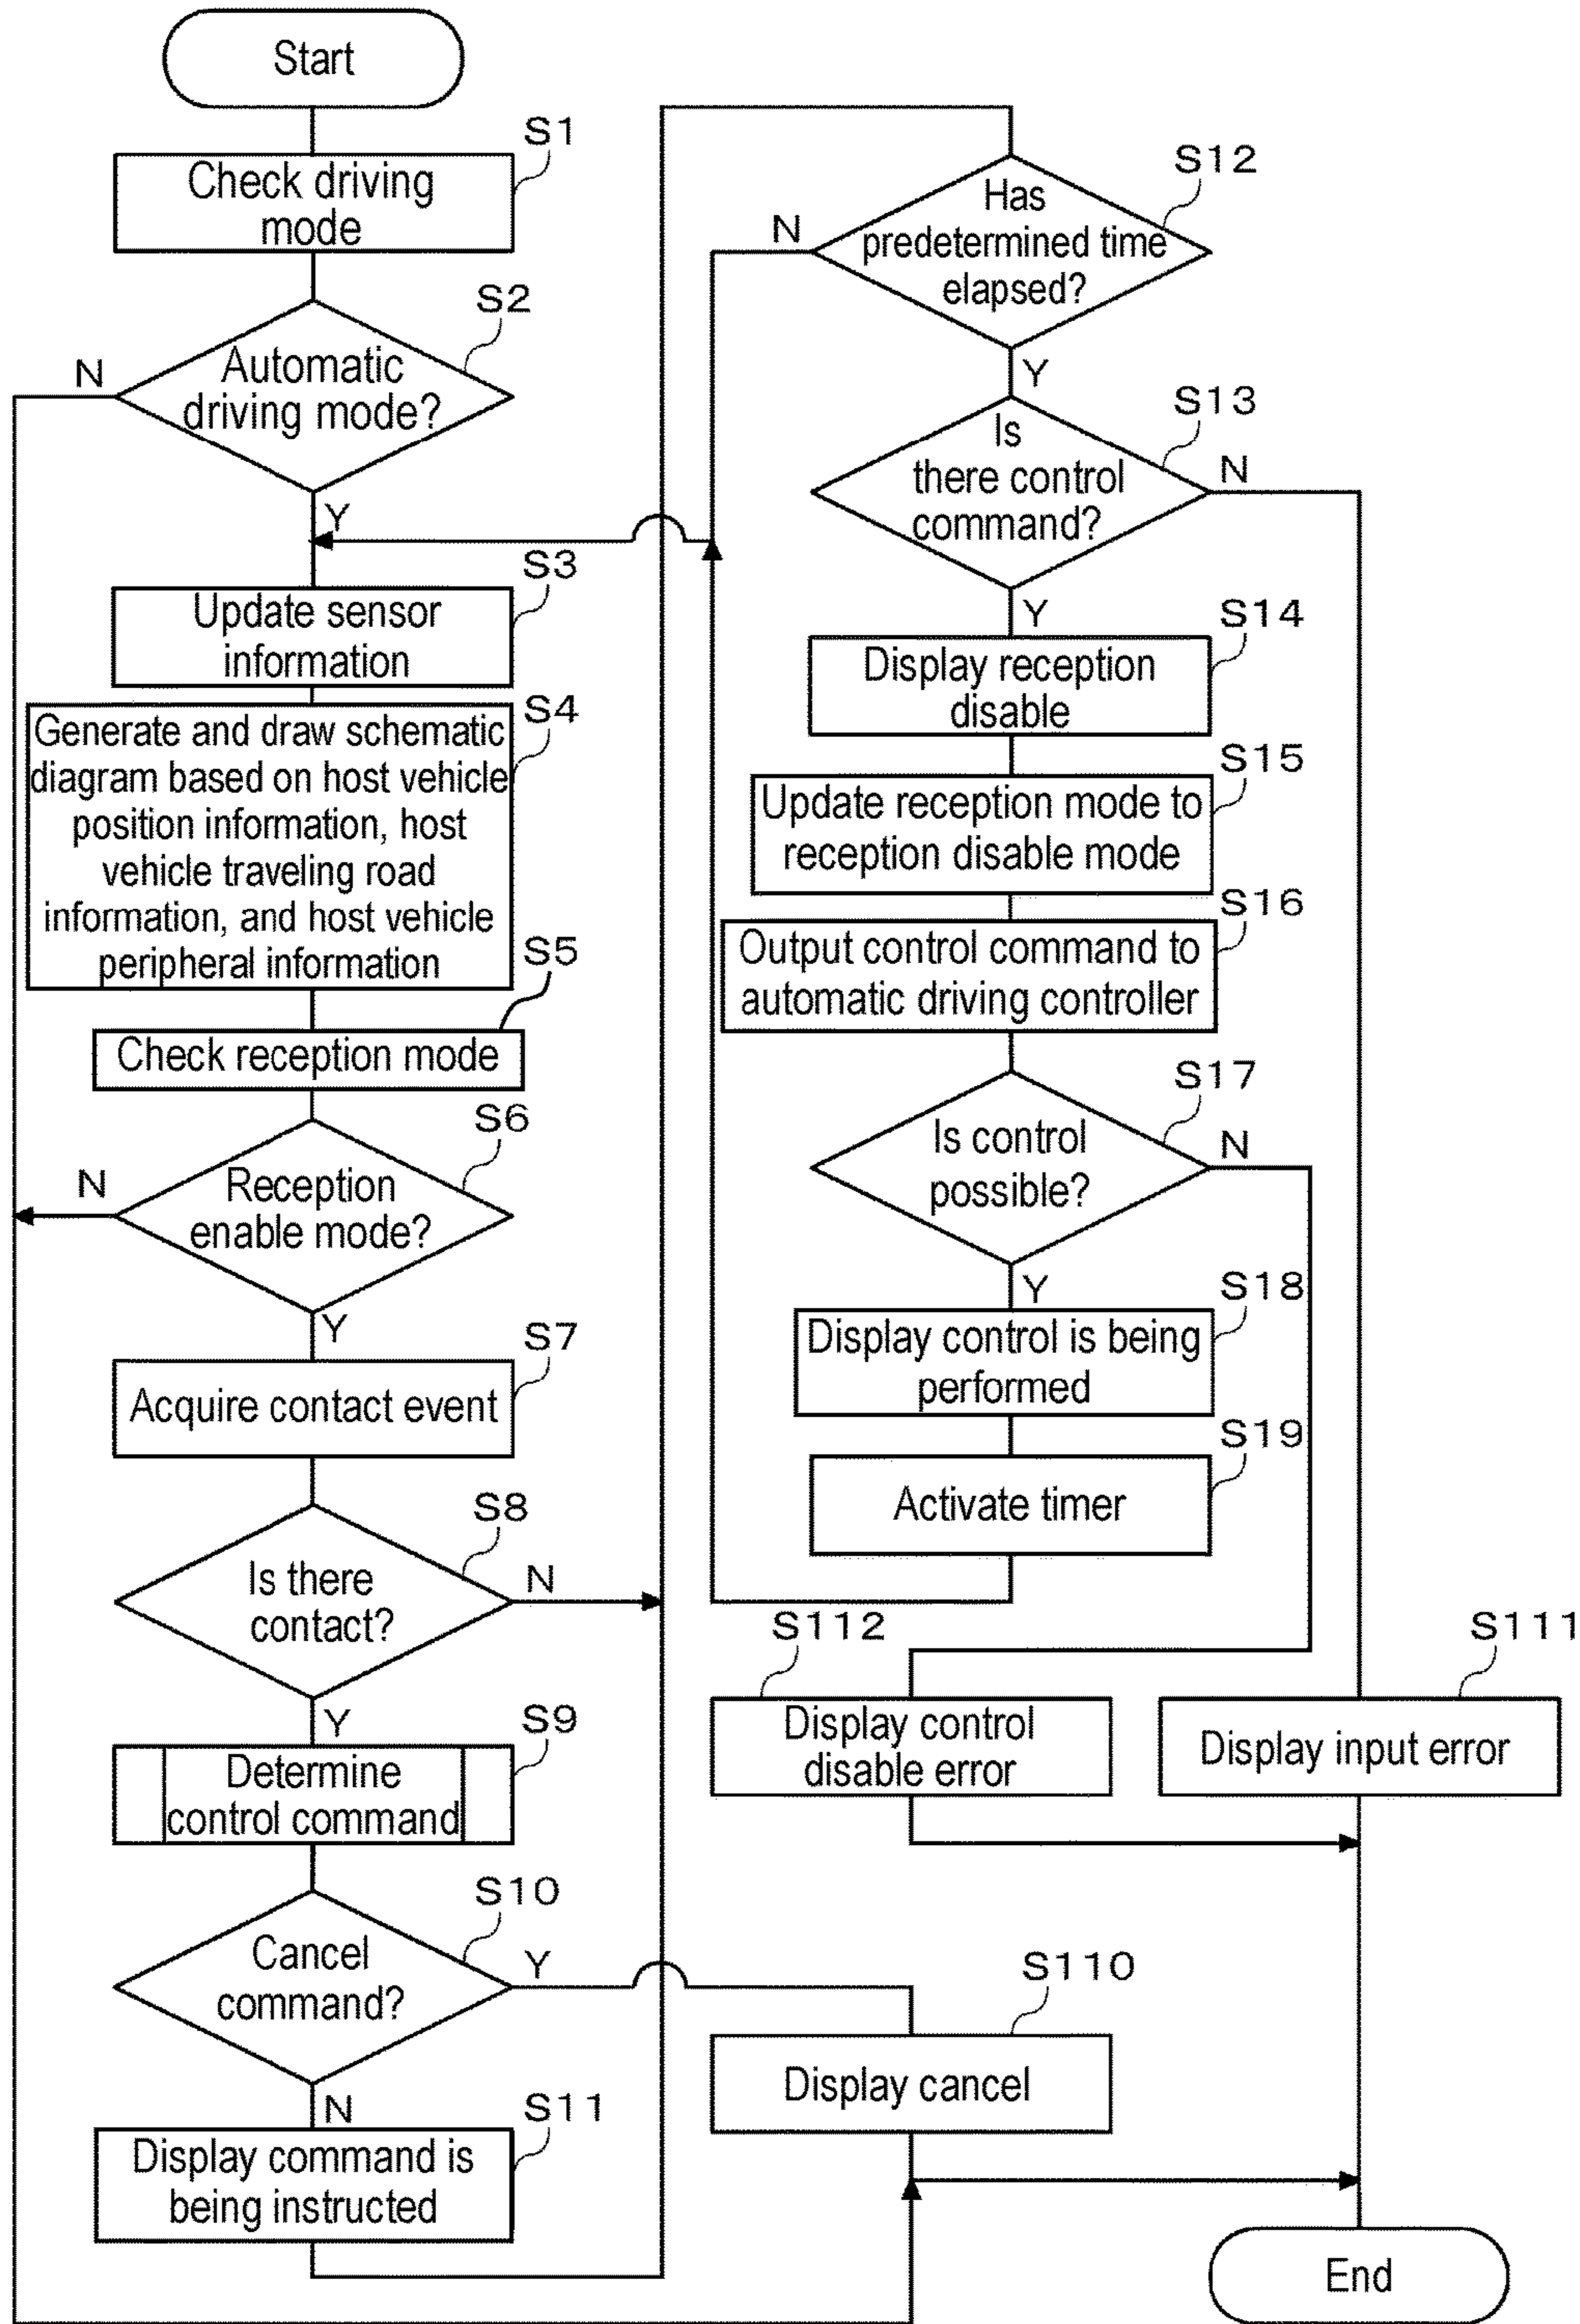 Start
S1
Check driving
mode
S2
Automatic
driving mode?
N
Y
S3
Update sensor
information
S4
Generate and draw schematic
diagram based on host vehicle
position information, host
vehicle traveling road
information, and host vehicle
peripheral information
S5
Check reception mode
S6
Reception
enable mode?
N
Y
S7
Acquire contact event
S8
Is there
contact?
N
Y
S9
Determine
control command
S10
Cancel
command?
Y
N
S11
Display command is
being instructed
S12
Has
predetermined time
elapsed?
N
Y
S13
Is
there control
command?
N
Y
S14
Display reception
disable
S15
Update reception mode to
reception disable mode
S16
Output control command to
automatic driving controller
S17
Is control
possible?
N
Y
S18
Display control is being
performed
S19
Activate timer
S112
Display control
disable error
S111
Display input error
S110
Display cancel
End